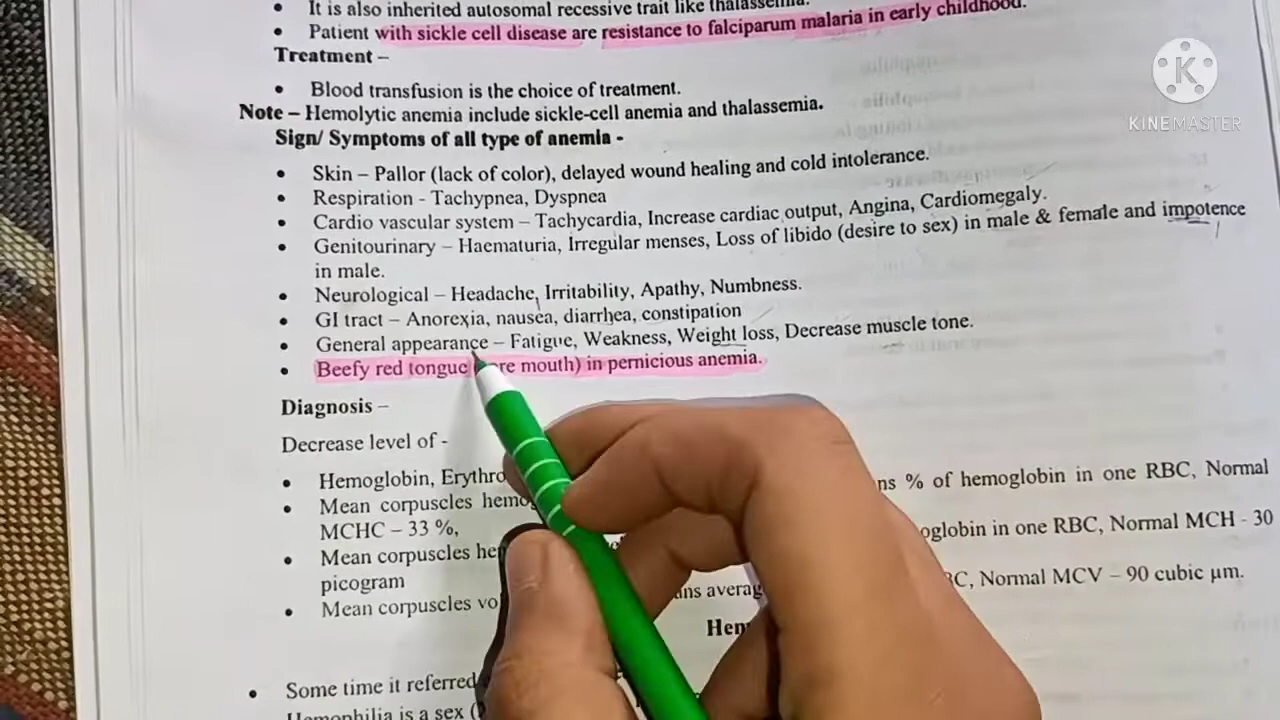 It is also inherited autosomal recessive trait like thalassemia.
Patient with sickle cell disease are resistance to falciparum malaria in early childhood.
Treatment –
Blood transfusion is the choice of treatment.
Note – Hemolytic anemia include sickle-cell anemia and thalassemia.
Sign/ Symptoms of all type of anemia -
Skin – Pallor (lack of color), delayed wound healing and cold intolerance.
Respiration - Tachypnea, Dyspnea
Cardio vascular system – Tachycardia, Increase cardiac output, Angina, Cardiomegaly.
Genitourinary – Haematuria, Irregular menses, Loss of libido (desire to sex) in male & female and impotence
in male.
Neurological – Headache, Irritability, Apathy, Numbness.
GI tract – Anorexia, nausea, diarrhea, constipation
General appearance – Fatigue, Weakness, Weight loss, Decrease muscle tone.
Beefy red tongue mouth) in pernicious anemia.
Diagnosis –
Decrease level of -
Hemoglobin, % of hemoglobin in one RBC, Normal
Mean corpuscles
MCHC – 33 %, in one RBC, Normal MCH - 30
Mean corpuscles
picogram
Mean corpuscles Normal MCV – 90 cubic µm.
Some time it referred
Hemophilia is a sex
KINEMASTER